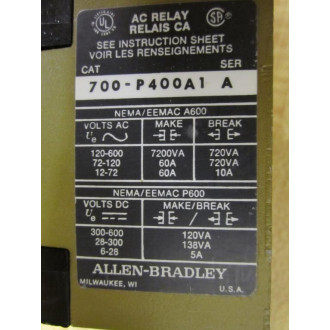 AC RELAY
RELAIS CA
SEE INSTRUCTION SHEET
VOIR LES RENSEIGNEMENTS
CAT SER
700-P400A1 A
NEMA/EEMAC A600
VOLTS AC MAKE BREAK
Ue
120-600 7200VA 720VA
72-120 60A 720VA
12-72 60A 10A
NEMA/EEMAC P600
VOLTS DC MAKE/BREAK
Ue /
300-600 120VA
28-300 138VA
6-28 5A
ALLEN-BRADLEY
MILWAUKEE, WI U.S.A.